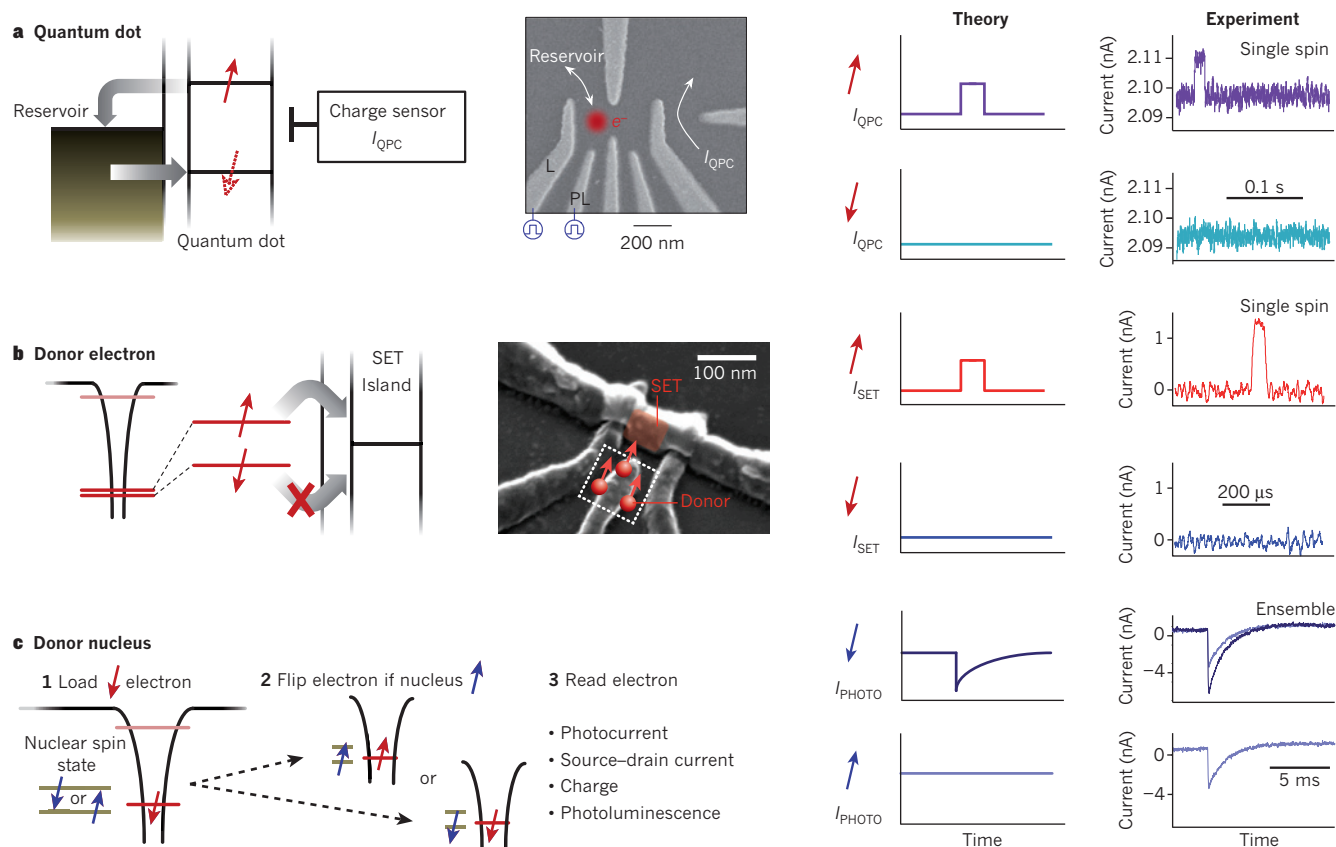 a Quantum dot
Reservoir
Charge sensor
I_QPC
Quantum dot
Reservoir
e–
I_QPC
L
PL
200 nm
Theory
Experiment
I_QPC
Current (nA)
2.11
2.10
2.09
Single spin
I_QPC
Current (nA)
2.11
2.10
2.09
0.1 s
b Donor electron
SET
Island
100 nm
SET
Donor
I_SET
Current (nA)
1
0
Single spin
I_SET
Current (nA)
1
0
200 µs
c Donor nucleus
1 Load electron
Nuclear spin
state
or
2 Flip electron if nucleus
or
3 Read electron
• Photocurrent
• Source–drain current
• Charge
• Photoluminescence
I_PHOTO
Current (nA)
0
−4
Ensemble
I_PHOTO
Current (nA)
0
−4
5 ms
Time
Time